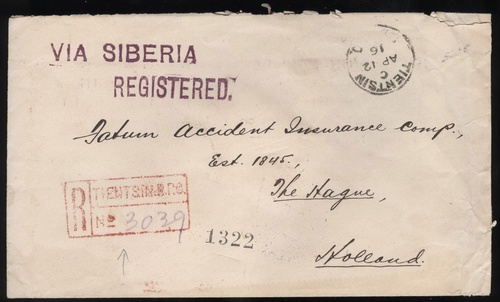 VIA SIBERIA
REGISTERED.
TIENTSIN
C
AP 12
16
Fatum Accident Insurance Comp.,
Est. 1845,
The Hague,
Holland.
R
TIENTSIN.B.P.O.
No 3039
1322